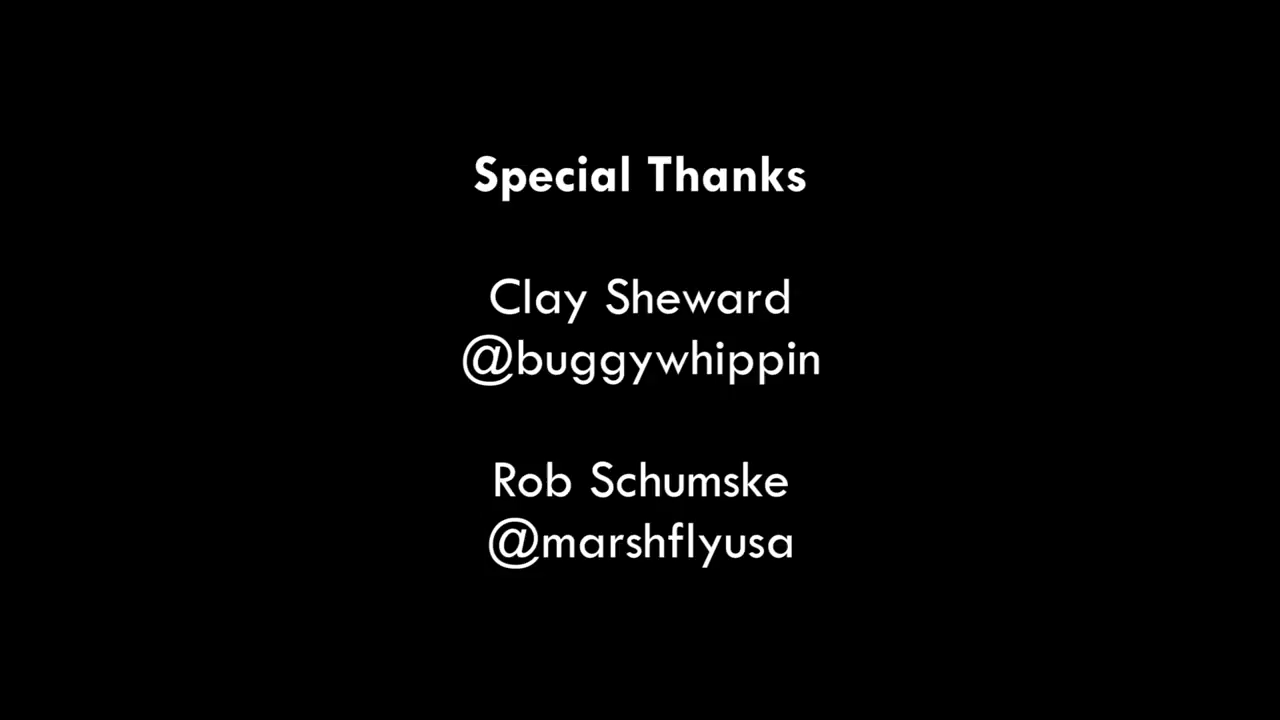 Special Thanks
Clay Sheward
@buggywhippin
Rob Schumske
@marshflyusa